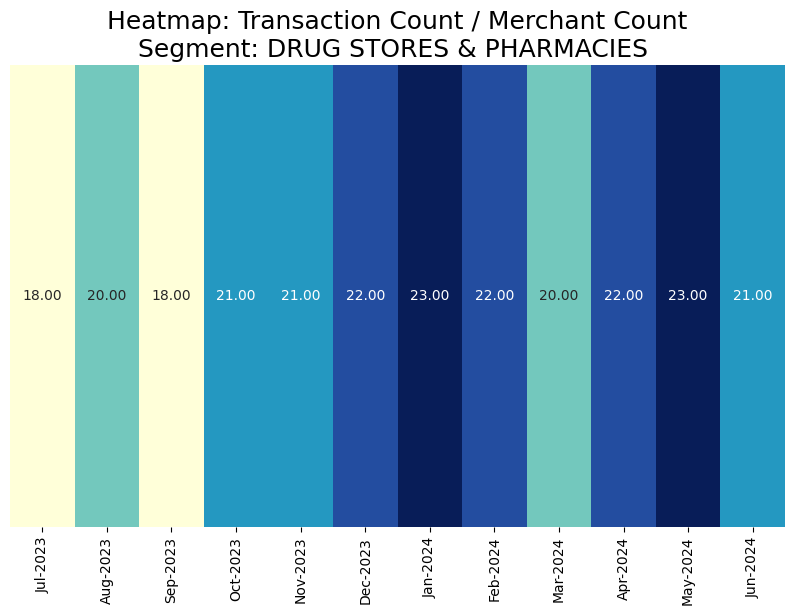 Heatmap: Transaction Count / Merchant Count
Segment: DRUG STORES & PHARMACIES
18.00 20.00 18.00 21.00 21.00 22.00 23.00 22.00 20.00 22.00 23.00 21.00
Jul-2023 Aug-2023 Sep-2023 Oct-2023 Nov-2023 Dec-2023 Jan-2024 Feb-2024 Mar-2024 Apr-2024 May-2024 Jun-2024